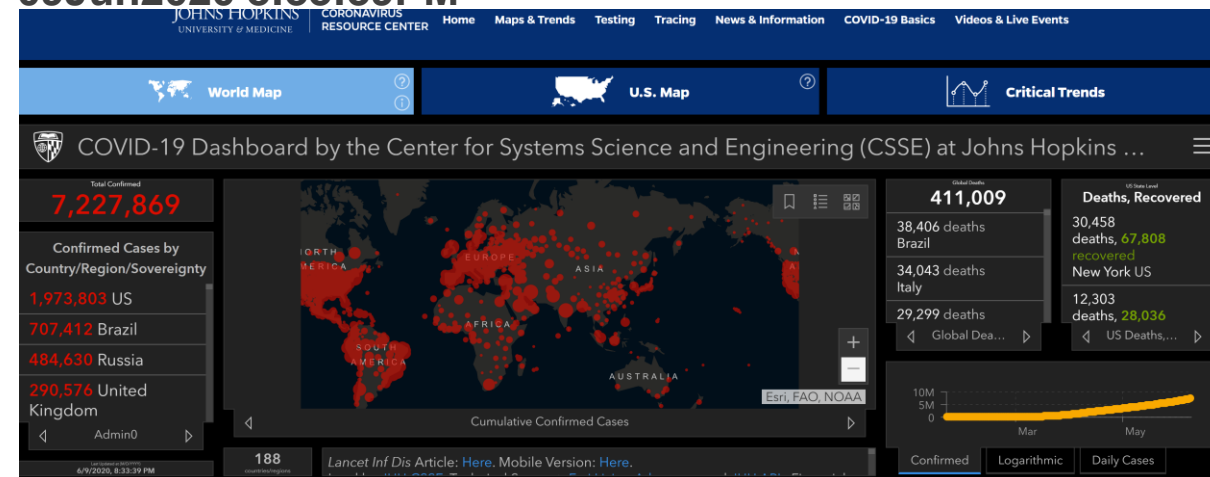 JOHNS HOPKINS
UNIVERSITY & MEDICINE
CORONAVIRUS
RESOURCE CENTER
Home
Maps & Trends
Testing
Tracing
News & Information
COVID-19 Basics
Videos & Live Events
World Map
U.S. Map
Critical Trends
COVID-19 Dashboard by the Center for Systems Science and Engineering (CSSE) at Johns Hopkins ...
Total Confirmed
7,227,869
Confirmed Cases by
Country/Region/Sovereignty
1,973,803 US
707,412 Brazil
484,630 Russia
290,576 United
Kingdom
Admin0
6/9/2020, 8:33:39 PM
NORTH
AMERICA
EUROPE
ASIA
AFRICA
SOUTH
AMERICA
AUSTRALIA
Esri, FAO, NOAA
Cumulative Confirmed Cases
188
countries/regions
Lancet Inf Dis Article: Here. Mobile Version: Here.
Global Deaths
411,009
38,406 deaths
Brazil
34,043 deaths
Italy
29,299 deaths
Global Dea...
US State Level
Deaths, Recovered
30,458
deaths, 67,808
recovered
New York US
12,303
deaths, 28,036
US Deaths,...
10M
5M
0
Mar
May
Confirmed
Logarithmic
Daily Cases